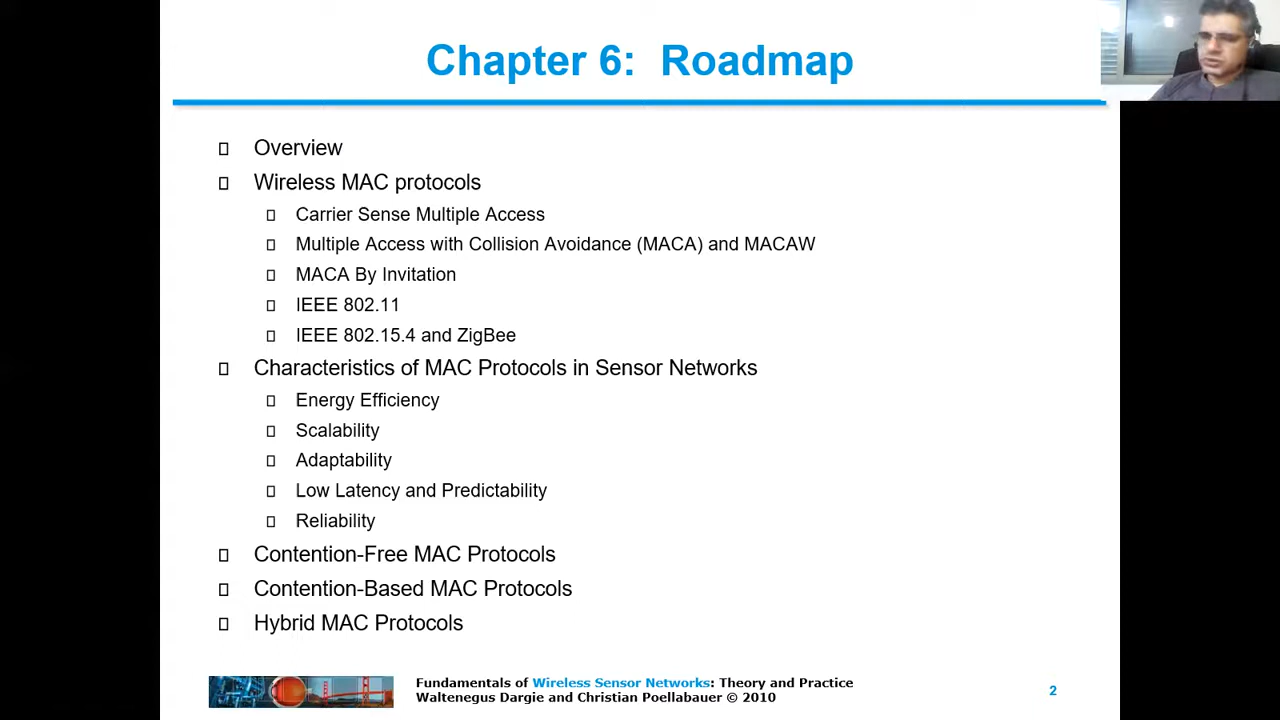 Chapter 6: Roadmap
Overview
Wireless MAC protocols
Carrier Sense Multiple Access
Multiple Access with Collision Avoidance (MACA) and MACAW
MACA By Invitation
IEEE 802.11
IEEE 802.15.4 and ZigBee
Characteristics of MAC Protocols in Sensor Networks
Energy Efficiency
Scalability
Adaptability
Low Latency and Predictability
Reliability
Contention-Free MAC Protocols
Contention-Based MAC Protocols
Hybrid MAC Protocols
Fundamentals of Wireless Sensor Networks: Theory and Practice
Waltenegus Dargie and Christian Poellabauer © 2010
2